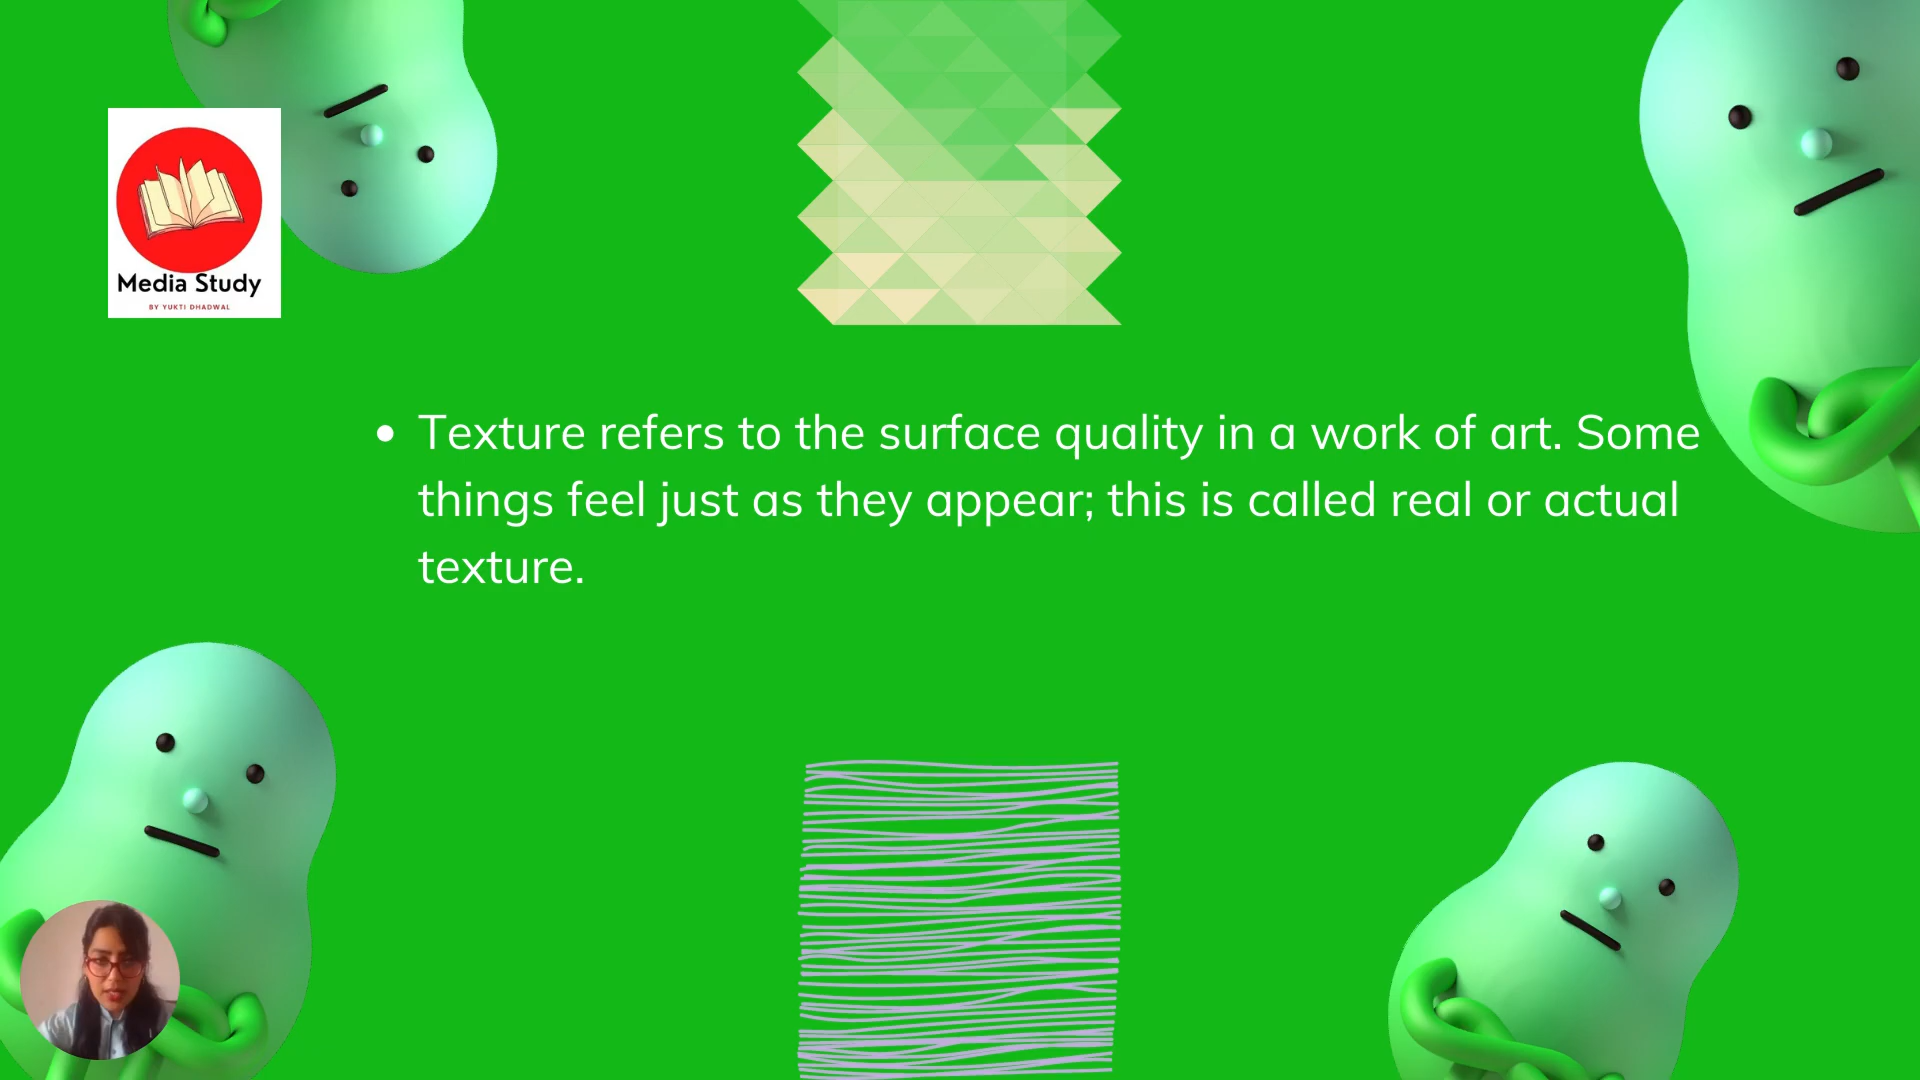 Media Study
BY YUKTI DHADWAL
Texture refers to the surface quality in a work of art. Some
things feel just as they appear; this is called real or actual
texture.